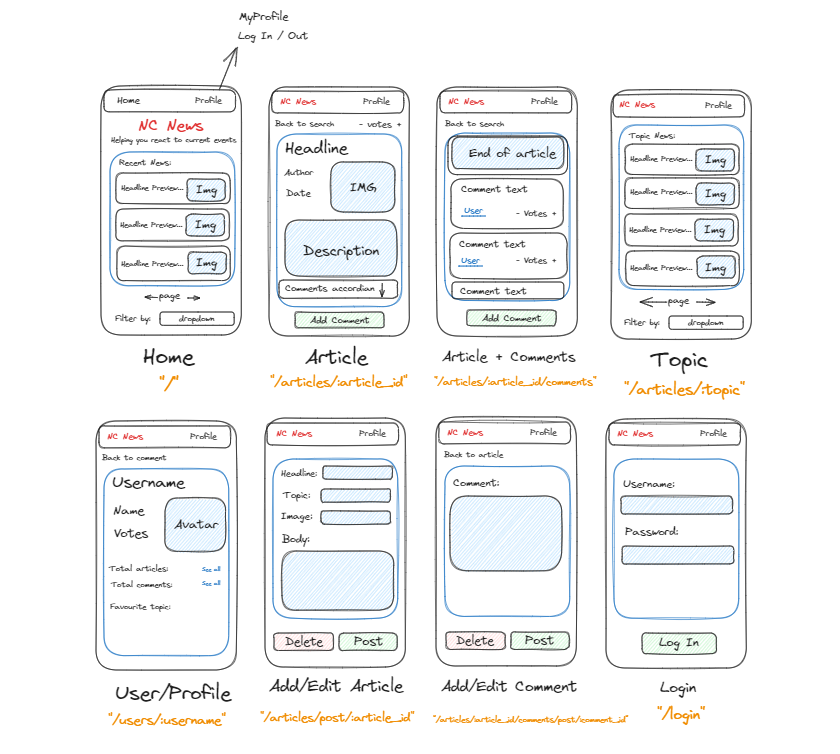 MyProfile
Log In / Out
Home Profile
NC News
Helping you react to current events
Recent News:
Headline Preview... Img
Headline Preview... Img
Headline Preview... Img
page
Filter by: dropdown
Home
"/"
NC News Profile
Back to search - votes +
Headline
Author
Date
IMG
Description
Comments accordian
Add Comment
Article
"/articles/:article_id"
NC News Profile
Back to search
End of article
Comment text
User - Votes +
Comment text
User - Votes +
Comment text
Add Comment
Article + Comments
"/articles/:article_id/comments"
NC News Profile
Topic News:
Headline Preview... Img
Headline Preview... Img
Headline Preview... Img
Headline Preview... Img
page
Filter by: dropdown
Topic
"/articles/:topic"
NC News Profile
Back to comment
Username
Name
Votes
Avatar
Total articles: See all
Total comments: See all
Favourite topic:
User/Profile
"/users/:username"
NC News Profile
Headline:
Topic:
Image:
Body:
Delete Post
Add/Edit Article
"/articles/post/:article_id"
NC News Profile
Back to article
Comment:
Delete Post
Add/Edit Comment
"/articles/article_id/comments/post/:comment_id"
NC News Profile
Username:
Password:
Log In
Login
"/login"